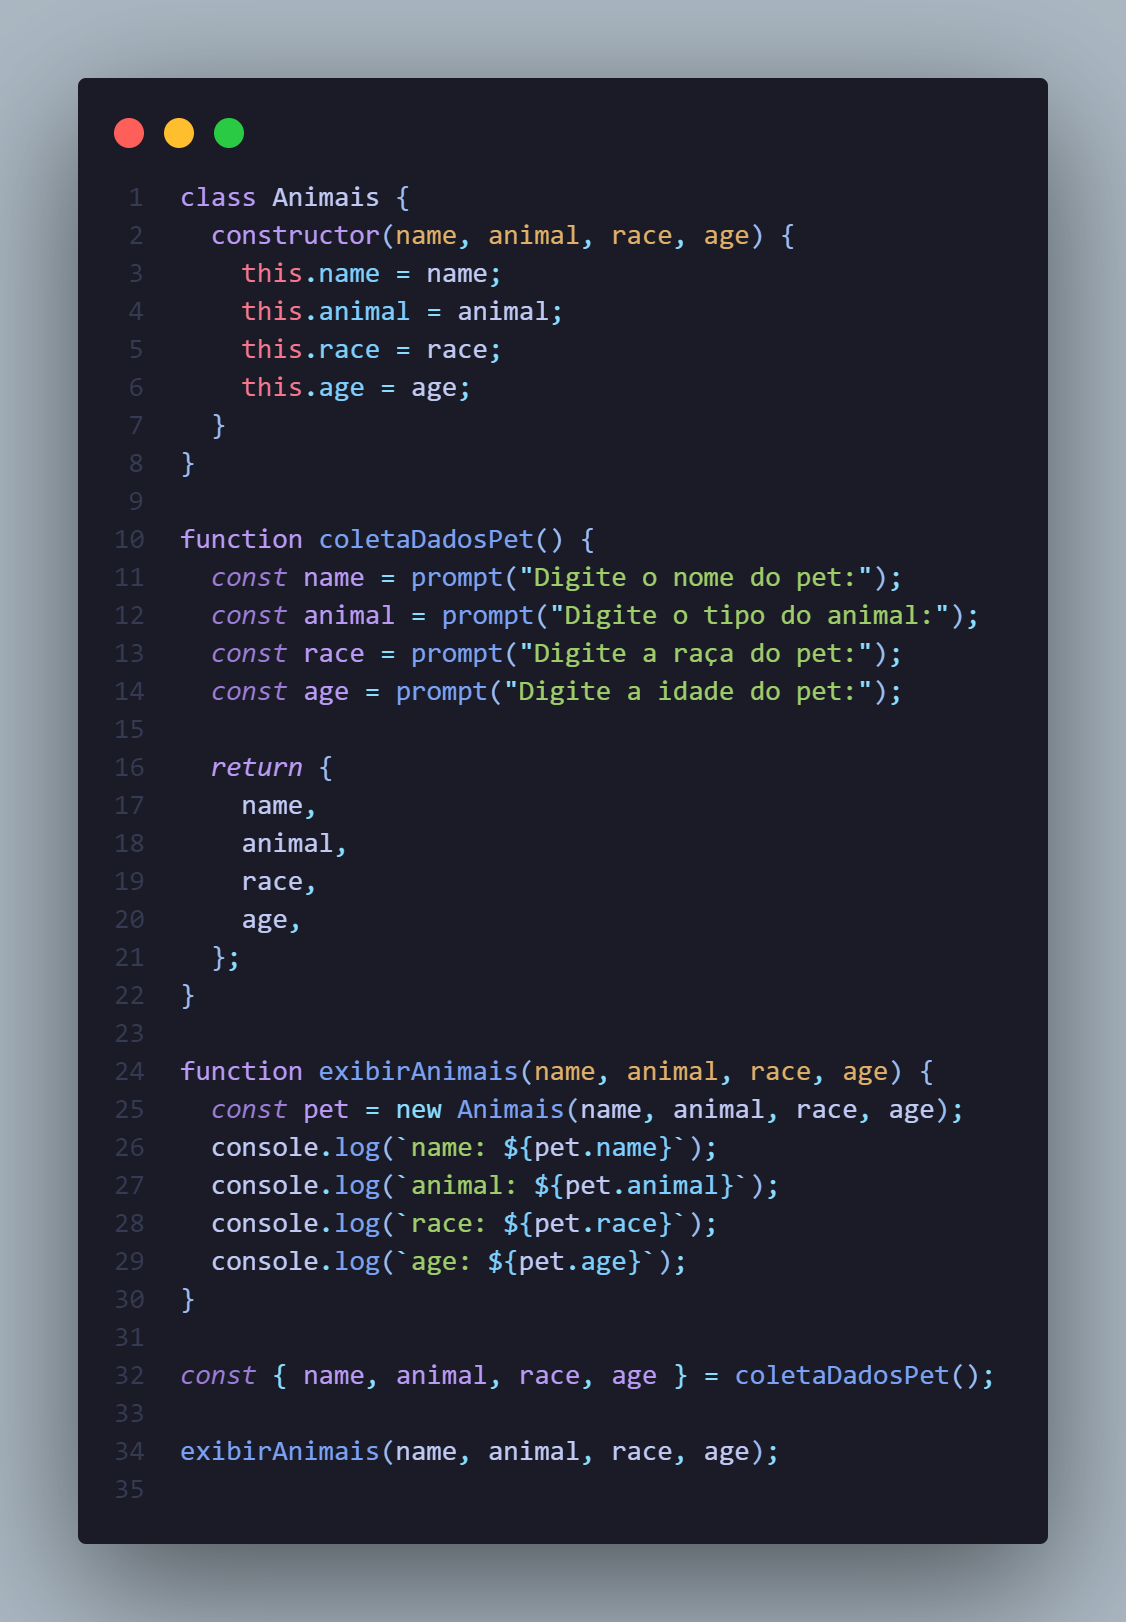 1 class Animais {
2   constructor(name, animal, race, age) {
3     this.name = name;
4     this.animal = animal;
5     this.race = race;
6     this.age = age;
7   }
8 }
9
10 function coletaDadosPet() {
11   const name = prompt("Digite o nome do pet:");
12   const animal = prompt("Digite o tipo do animal:");
13   const race = prompt("Digite a raça do pet:");
14   const age = prompt("Digite a idade do pet:");
15
16   return {
17     name,
18     animal,
19     race,
20     age,
21   };
22 }
23
24 function exibirAnimais(name, animal, race, age) {
25   const pet = new Animais(name, animal, race, age);
26   console.log(`name: ${pet.name}`);
27   console.log(`animal: ${pet.animal}`);
28   console.log(`race: ${pet.race}`);
29   console.log(`age: ${pet.age}`);
30 }
31
32 const { name, animal, race, age } = coletaDadosPet();
33
34 exibirAnimais(name, animal, race, age);
35